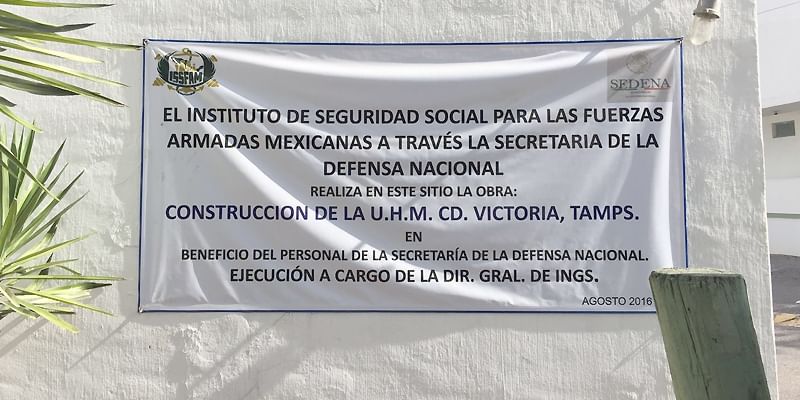 ISSFAM
SEDENA
EL INSTITUTO DE SEGURIDAD SOCIAL PARA LAS FUERZAS
ARMADAS MEXICANAS A TRAVÉS LA SECRETARIA DE LA
DEFENSA NACIONAL
REALIZA EN ESTE SITIO LA OBRA:
CONSTRUCCION DE LA U.H.M. CD. VICTORIA, TAMPS.
EN
BENEFICIO DEL PERSONAL DE LA SECRETARÍA DE LA DEFENSA NACIONAL.
EJECUCIÓN A CARGO DE LA DIR. GRAL. DE INGS.
AGOSTO 2016